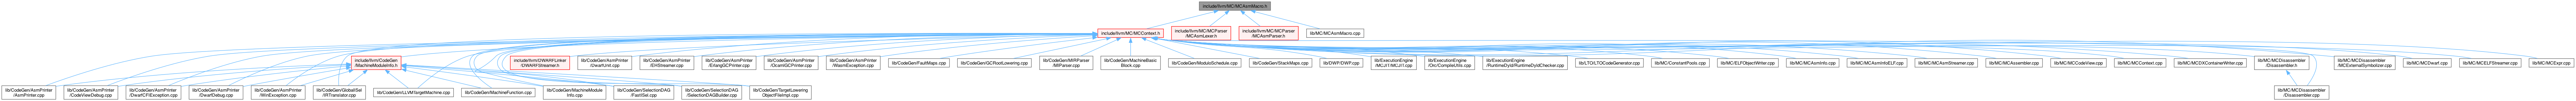 include/llvm/MC/MCAsmMacro.h
include/llvm/MC/MCContext.h
include/llvm/MC/MCParser
/MCAsmLexer.h
include/llvm/MC/MCParser
/MCAsmParser.h
lib/MC/MCAsmMacro.cpp
include/llvm/CodeGen
/MachineModuleInfo.h
include/llvm/DWARFLinker
/DWARFStreamer.h
lib/CodeGen/AsmPrinter
/DwarfUnit.cpp
lib/CodeGen/AsmPrinter
/EHStreamer.cpp
lib/CodeGen/AsmPrinter
/ErlangGCPrinter.cpp
lib/CodeGen/AsmPrinter
/OcamlGCPrinter.cpp
lib/CodeGen/AsmPrinter
/WasmException.cpp
lib/CodeGen/FaultMaps.cpp
lib/CodeGen/GCRootLowering.cpp
lib/CodeGen/MIRParser
/MIParser.cpp
lib/CodeGen/MachineBasic
Block.cpp
lib/CodeGen/ModuloSchedule.cpp
lib/CodeGen/StackMaps.cpp
lib/DWP/DWP.cpp
lib/ExecutionEngine
/MCJIT/MCJIT.cpp
lib/ExecutionEngine
/Orc/CompileUtils.cpp
lib/ExecutionEngine
/RuntimeDyld/RuntimeDyldChecker.cpp
lib/LTO/LTOCodeGenerator.cpp
lib/MC/ConstantPools.cpp
lib/MC/ELFObjectWriter.cpp
lib/MC/MCAsmInfo.cpp
lib/MC/MCAsmInfoELF.cpp
lib/MC/MCAsmStreamer.cpp
lib/MC/MCAssembler.cpp
lib/MC/MCCodeView.cpp
lib/MC/MCContext.cpp
lib/MC/MCDXContainerWriter.cpp
lib/MC/MCDisassembler
/Disassembler.h
lib/MC/MCDisassembler
/MCExternalSymbolizer.cpp
lib/MC/MCDwarf.cpp
lib/MC/MCELFStreamer.cpp
lib/MC/MCExpr.cpp
lib/CodeGen/AsmPrinter
/AsmPrinter.cpp
lib/CodeGen/AsmPrinter
/CodeViewDebug.cpp
lib/CodeGen/AsmPrinter
/DwarfCFIException.cpp
lib/CodeGen/AsmPrinter
/DwarfDebug.cpp
lib/CodeGen/AsmPrinter
/WinException.cpp
lib/CodeGen/GlobalISel
/IRTranslator.cpp
lib/CodeGen/LLVMTargetMachine.cpp
lib/CodeGen/MachineFunction.cpp
lib/CodeGen/MachineModule
Info.cpp
lib/CodeGen/SelectionDAG
/FastISel.cpp
lib/CodeGen/SelectionDAG
/SelectionDAGBuilder.cpp
lib/CodeGen/TargetLowering
ObjectFileImpl.cpp
lib/MC/MCDisassembler
/Disassembler.cpp